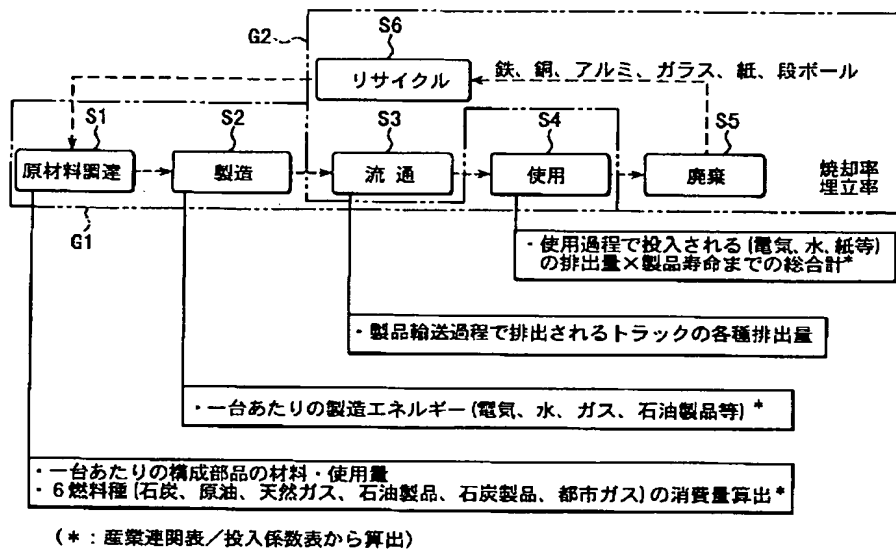 G2
S6
リサイクル
鉄、銅、アルミ、ガラス、紙、段ボール
S1
S2
S3
S4
S5
原材料調達
製造
流通
使用
廃棄
焼却率
埋立率
G1
・使用過程で投入される(電気、水、紙等)
の排出量×製品寿命までの総合計*
・製品輸送過程で排出されるトラックの各種排出量
・一台あたりの製造エネルギー(電気、水、ガス、石油製品等)*
・一台あたりの構成部品の材料・使用量
・6燃料種(石炭、原油、天然ガス、石油製品、石炭製品、都市ガス)の消費量算出*
(*:産業連関表/投入係数表から算出)